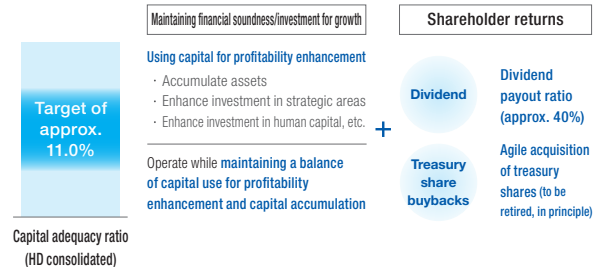 Maintaining financial soundness/investment for growth
Shareholder returns
Target of
approx.
11.0%
Capital adequacy ratio
(HD consolidated)
Using capital for profitability enhancement
· Accumulate assets
· Enhance investment in strategic areas
· Enhance investment in human capital, etc.
Operate while maintaining a balance
of capital use for profitability
enhancement and capital accumulation
+
Dividend
Dividend
payout ratio
(approx. 40%)
Treasury
share
buybacks
Agile acquisition
of treasury
shares (to be
retired, in principle)